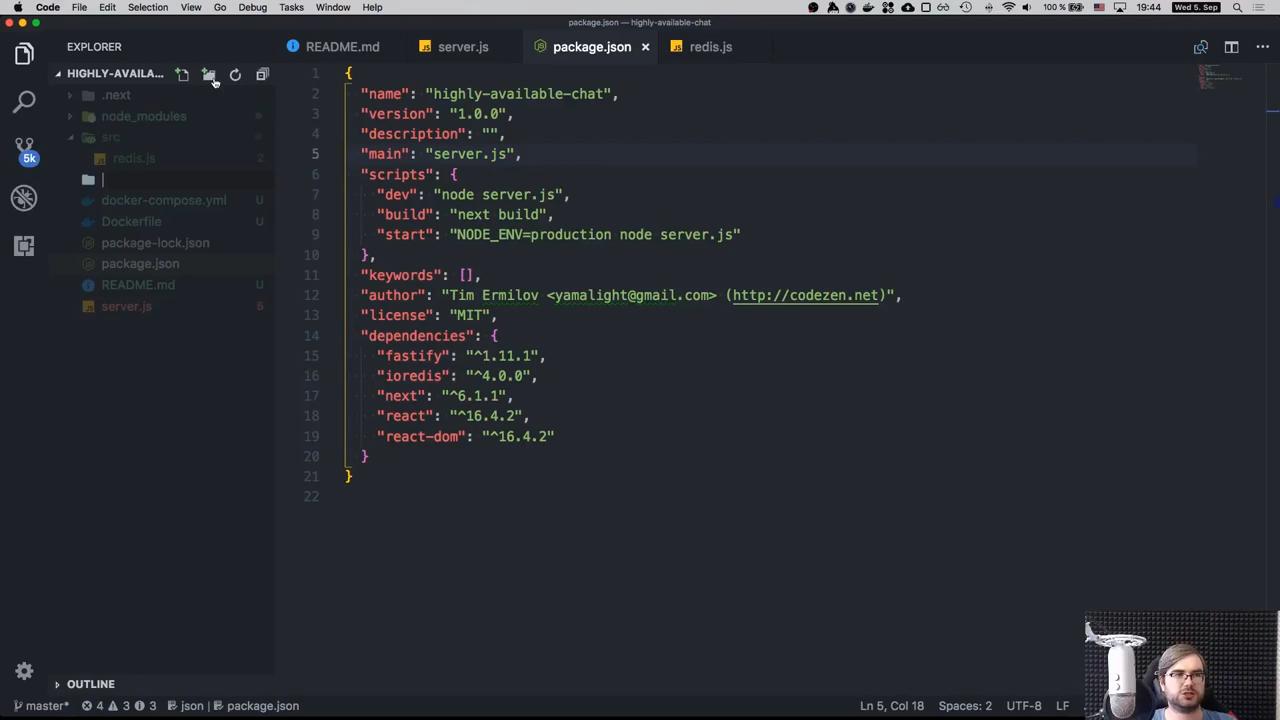 Code File Edit Selection View Go Debug Tasks Window Help 100 % 19:44 Wed 5. Sep
package.json — highly-available-chat
EXPLORER
README.md server.js package.json redis.js
HIGHLY-AVAILA...
.next
node_modules
src
redis.js 2
docker-compose.yml U
Dockerfile U
package-lock.json
package.json
README.md U
server.js 5
5k
1 {
2 "name": "highly-available-chat",
3 "version": "1.0.0",
4 "description": "",
5 "main": "server.js",
6 "scripts": {
7 "dev": "node server.js",
8 "build": "next build",
9 "start": "NODE_ENV=production node server.js"
10 },
11 "keywords": [],
12 "author": "Tim Ermilov <yamalight@gmail.com> (http://codezen.net)",
13 "license": "MIT",
14 "dependencies": {
15 "fastify": "^1.11.1",
16 "ioredis": "^4.0.0",
17 "next": "^6.1.1",
18 "react": "^16.4.2",
19 "react-dom": "^16.4.2"
20 }
21 }
22
OUTLINE
master* 4 3 3 json package.json Ln 5, Col 18 Spaces: 2 UTF-8 LF